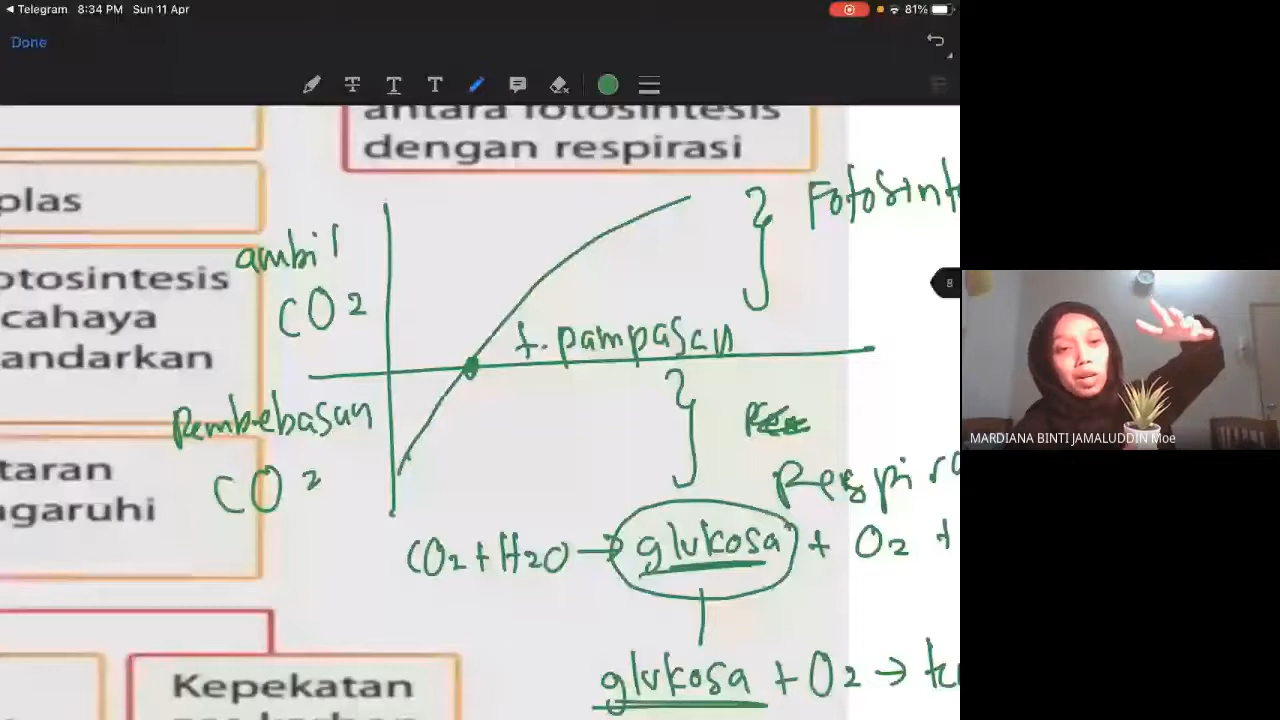 Telegram 8:34 PM Sun 11 Apr 81%
Done
antara fotosintesis
dengan respirasi
plas
otosintesis
cahaya
andarkan
taran
agaruhi
Kepekatan
ambil
CO2
Pembebasan
CO2
t. pampasan
Fotosint
Respira
CO2 + H2O → glukosa + O2 +
glukosa + O2 →
8
MARDIANA BINTI JAMALUDDIN Moe